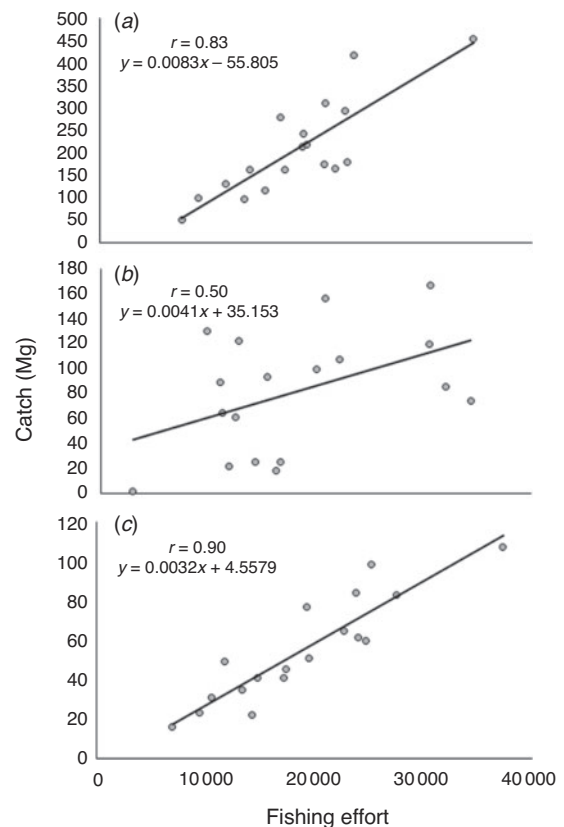 (a)
r = 0.83
y = 0.0083x – 55.805
500
450
400
350
300
250
200
150
100
50
0
(b)
r = 0.50
y = 0.0041x + 35.153
180
160
140
120
100
80
60
40
20
0
Catch (Mg)
(c)
r = 0.90
y = 0.0032x + 4.5579
120
100
80
60
40
20
0
0 10 000 20 000 30 000 40 000
Fishing effort